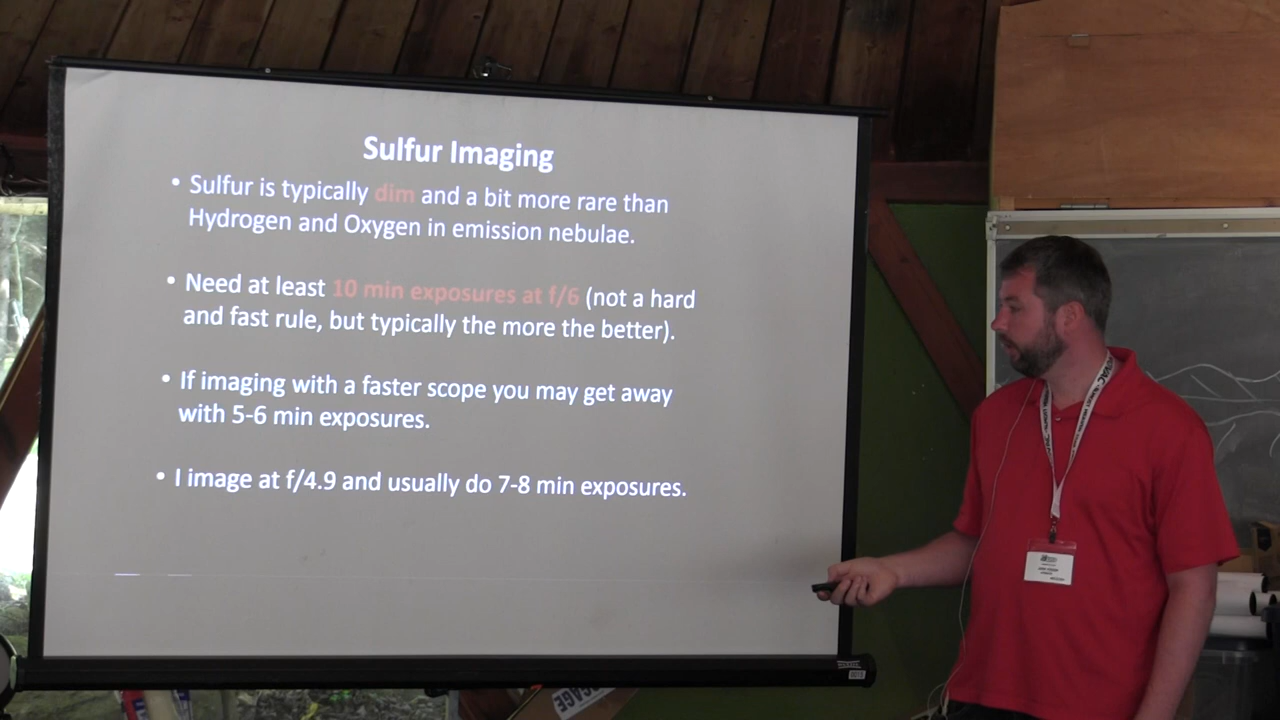 Sulfur Imaging
• Sulfur is typically dim and a bit more rare than
Hydrogen and Oxygen in emission nebulae.
• Need at least 10 min exposures at f/6 (not a hard
and fast rule, but typically the more the better).
• If imaging with a faster scope you may get away
with 5-6 min exposures.
• I image at f/4.9 and usually do 7-8 min exposures.